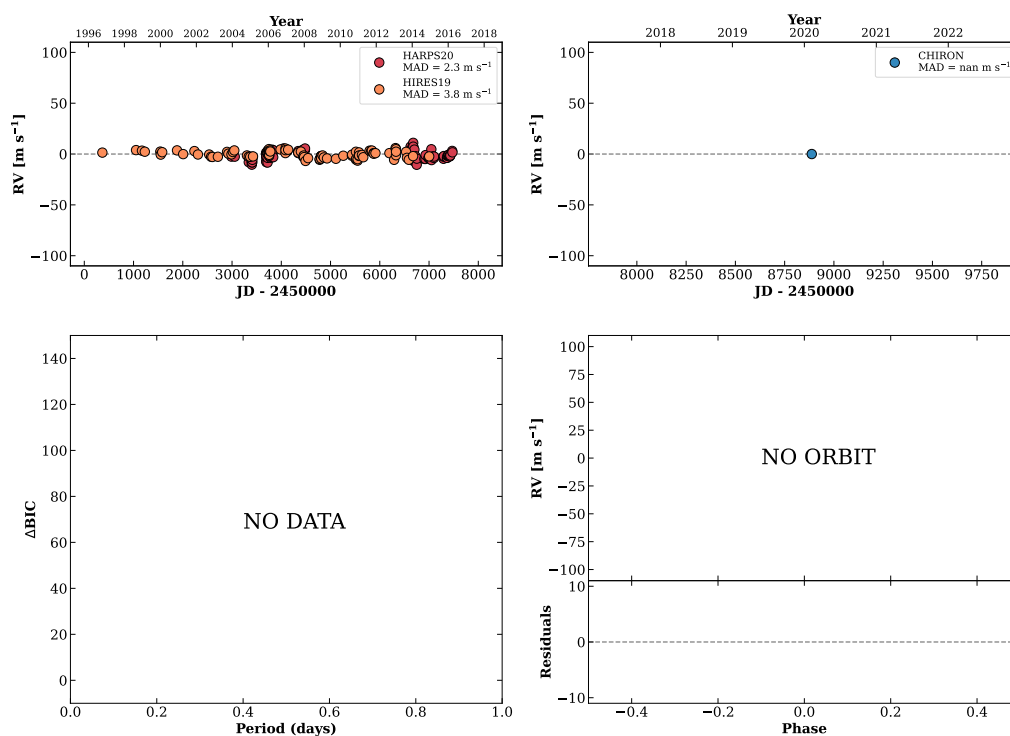 Year
1996 1998 2000 2002 2004 2006 2008 2010 2012 2014 2016 2018
HARPS20
MAD = 2.3 m s⁻¹
HIRES19
MAD = 3.8 m s⁻¹
RV [m s⁻¹]
100
50
0
−50
−100
0 1000 2000 3000 4000 5000 6000 7000 8000
JD - 2450000
Year
2018 2019 2020 2021 2022
CHIRON
MAD = nan m s⁻¹
RV [m s⁻¹]
100
50
0
−50
−100
8000 8250 8500 8750 9000 9250 9500 9750
JD - 2450000
ΔBIC
140
120
100
80
60
40
20
0
NO DATA
0.0 0.2 0.4 0.6 0.8 1.0
Period (days)
RV [m s⁻¹]
100
75
50
25
0
−25
−50
−75
−100
NO ORBIT
Residuals
10
0
−10
−0.4 −0.2 0.0 0.2 0.4
Phase